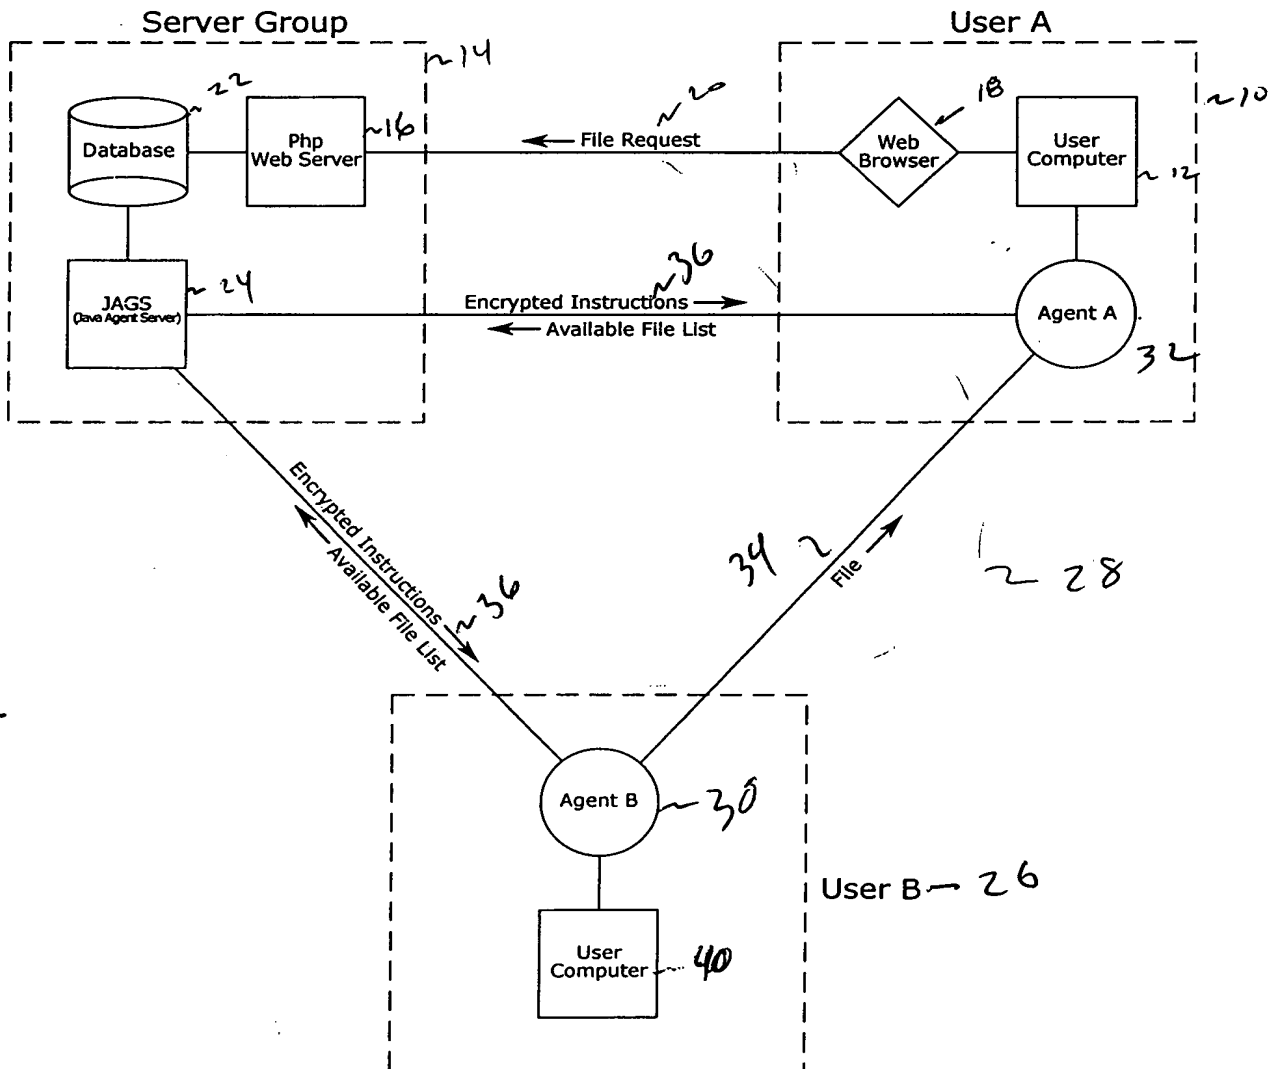 Server Group
User A
14
10
22
Database
Php
Web Server
16
20
File Request
18
Web
Browser
User
Computer
12
36
Encrypted Instructions
Available File List
JAGS
(Java Agent Server)
24
Agent A
32
Encrypted Instructions
Available File List
36
34
File
28
Agent B
30
User B
26
User
Computer
40